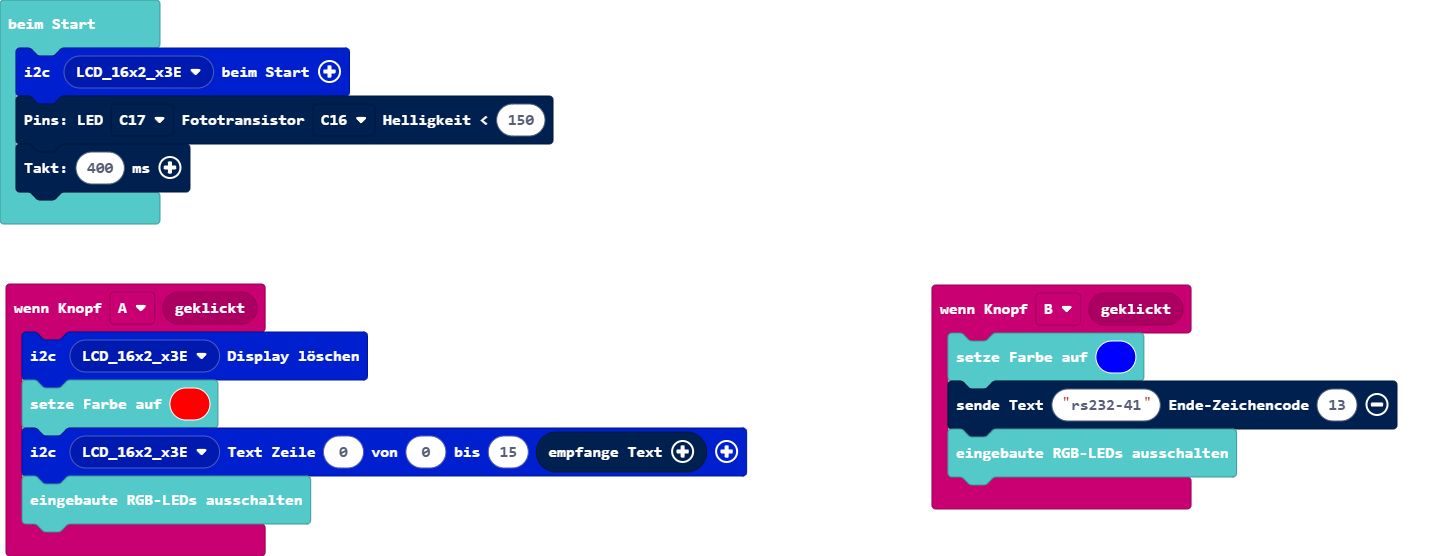 beim Start
i2c LCD_16x2_x3E beim Start
Pins: LED C17 Fototransistor C16 Helligkeit < 150
Takt: 400 ms
wenn Knopf A geklickt
i2c LCD_16x2_x3E Display löschen
setze Farbe auf
i2c LCD_16x2_x3E Text Zeile 0 von 0 bis 15 empfange Text
eingebaute RGB-LEDs ausschalten
wenn Knopf B geklickt
setze Farbe auf
sende Text "rs232-41" Ende-Zeichencode 13
eingebaute RGB-LEDs ausschalten